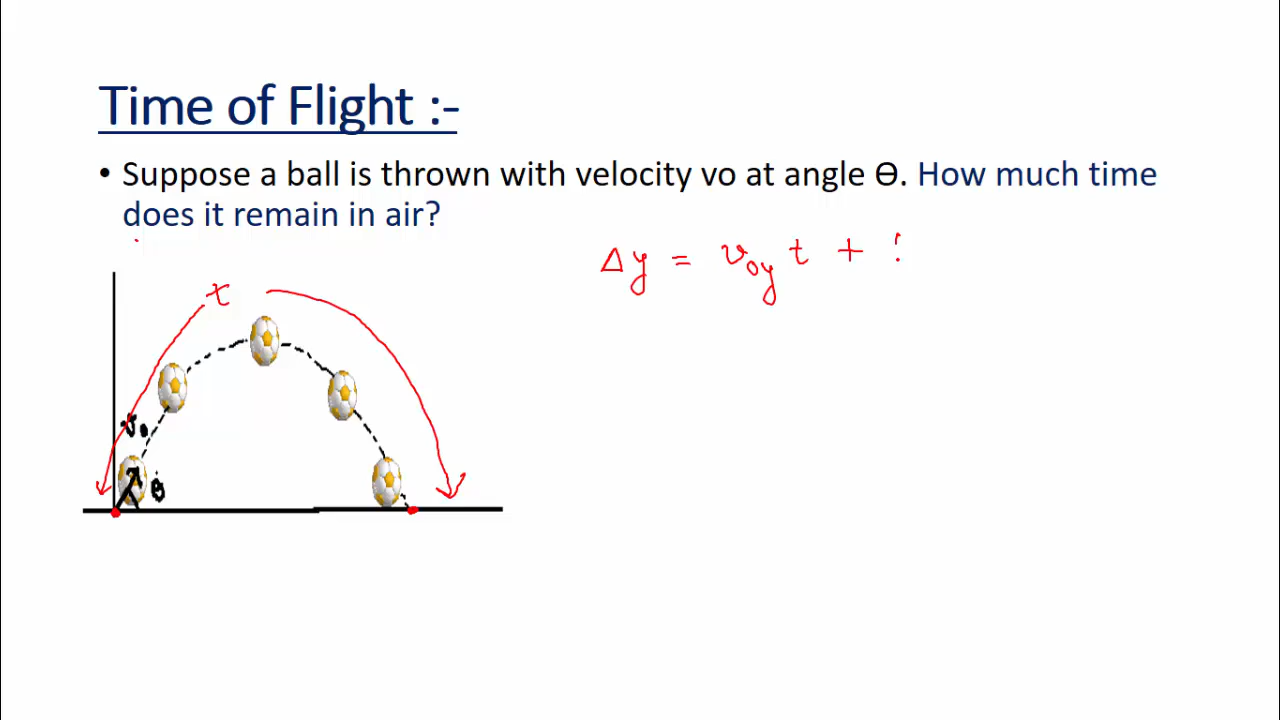 Time of Flight :-
• Suppose a ball is thrown with velocity vo at angle Ɵ. How much time
does it remain in air?
Δy = v₀y t +
t
v₀
θ